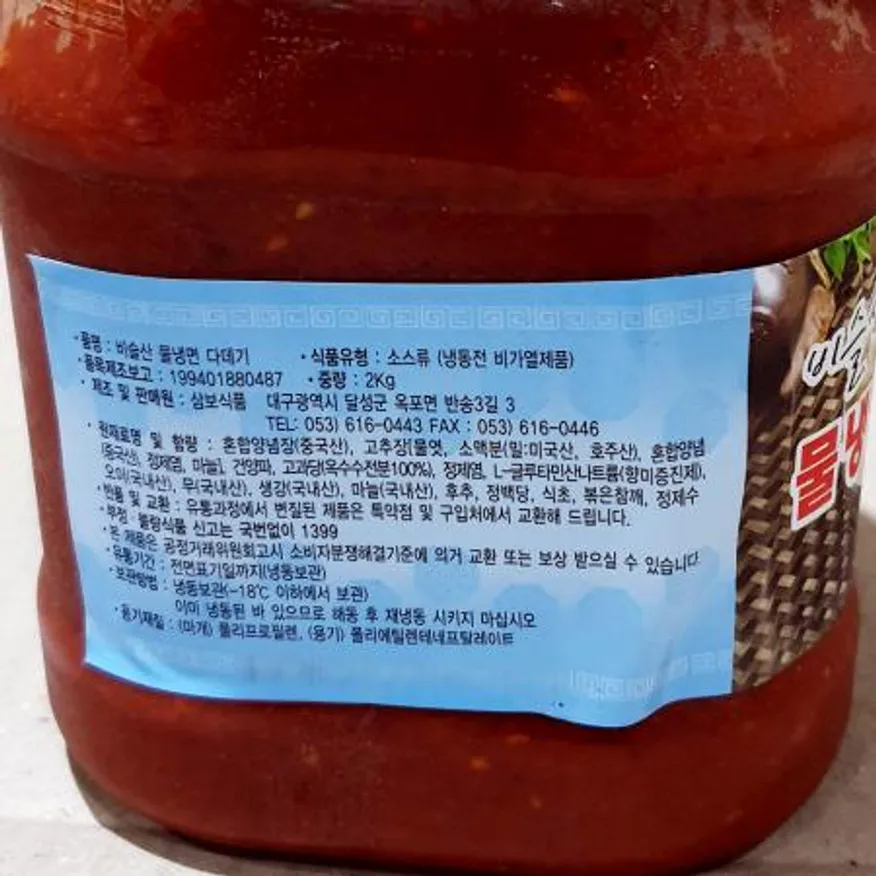 ·품명 : 비슬산 물냉면 다데기 ·식품유형 : 소스류 (냉동전 비가열제품)
·품목제조보고 : 199401880487 ·중량 : 2Kg
·제조 및 판매원 : 삼보식품 대구광역시 달성군 옥포면 반송3길 3
TEL: 053) 616-0443 FAX : 053) 616-0446
·원재료명 및 함량 : 혼합양념장(중국산), 고추장[물엿, 소맥분(밀:미국산, 호주산), 혼합양념
(중국산), 정제염, 마늘], 건양파, 고과당(옥수수전분100%), 정제염, L-글루타민산나트륨(향미증진제),
오이(국내산), 무(국내산), 생강(국내산), 마늘(국내산), 후추, 정백당, 식초, 볶은참깨, 정제수
·반품 및 교환 : 유통과정에서 변질된 제품은 특약점 및 구입처에서 교환해 드립니다.
·부정·불량식품 신고는 국번없이 1399
·본 제품은 공정거래위원회고시 소비자분쟁해결기준에 의거 교환 또는 보상 받으실 수 있습니다.
·유통기간 : 전면표기일까지(냉동보관)
·보관방법 : 냉동보관(-18℃ 이하에서 보관)
이미 냉동된 바 있으므로 해동 후 재냉동 시키지 마십시오
·용기재질 : (마개) 폴리프로필렌, (용기) 폴리에틸렌테네프탈레이트
비슬
물냉